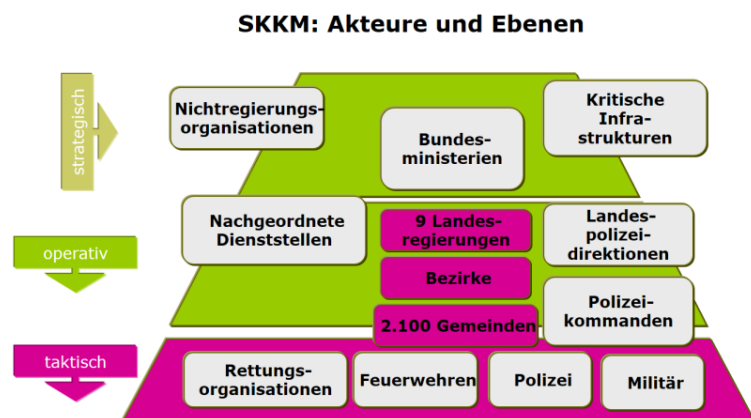 SKKM: Akteure und Ebenen
strategisch
Nichtregierungs-
organisationen
Bundes-
ministerien
Kritische
Infra-
strukturen
operativ
Nachgeordnete
Dienststellen
9 Landes-
regierungen
Bezirke
2.100 Gemeinden
Landes-
polizei-
direktionen
Polizei-
kommanden
taktisch
Rettungs-
organisationen
Feuerwehren
Polizei
Militär